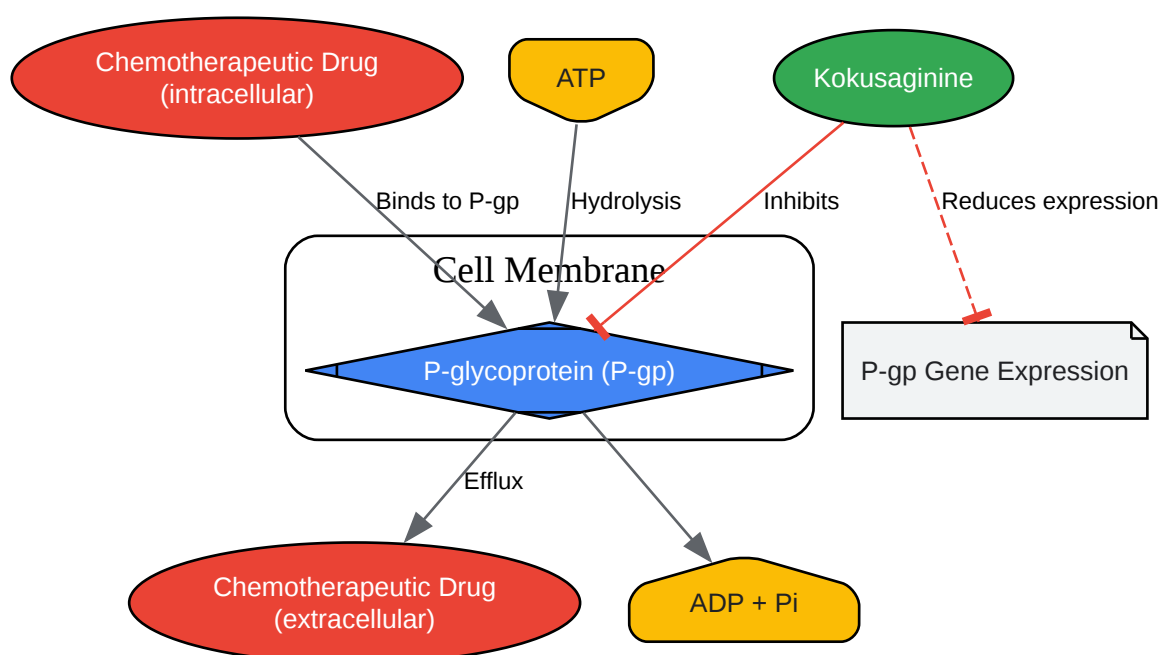 Chemotherapeutic Drug
(intracellular)
ATP
Kokusaginine
Binds to P-gp
Hydrolysis
Inhibits
Reduces expression
Cell Membrane
P-glycoprotein (P-gp)
P-gp Gene Expression
Efflux
Chemotherapeutic Drug
(extracellular)
ADP + Pi